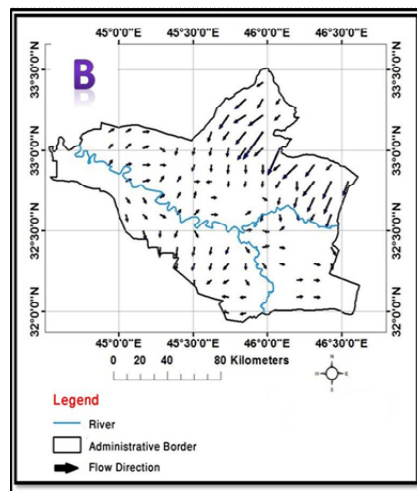 B
45°0'0"E 45°30'0"E 46°0'0"E 46°30'0"E
33°30'0"N 33°30'0"N
33°0'0"N 33°0'0"N
32°30'0"N 32°30'0"N
32°0'0"N 32°0'0"N
45°0'0"E 45°30'0"E 46°0'0"E 46°30'0"E
0 20 40 80 Kilometers
N
W E
S
Legend
River
Administrative Border
Flow Direction